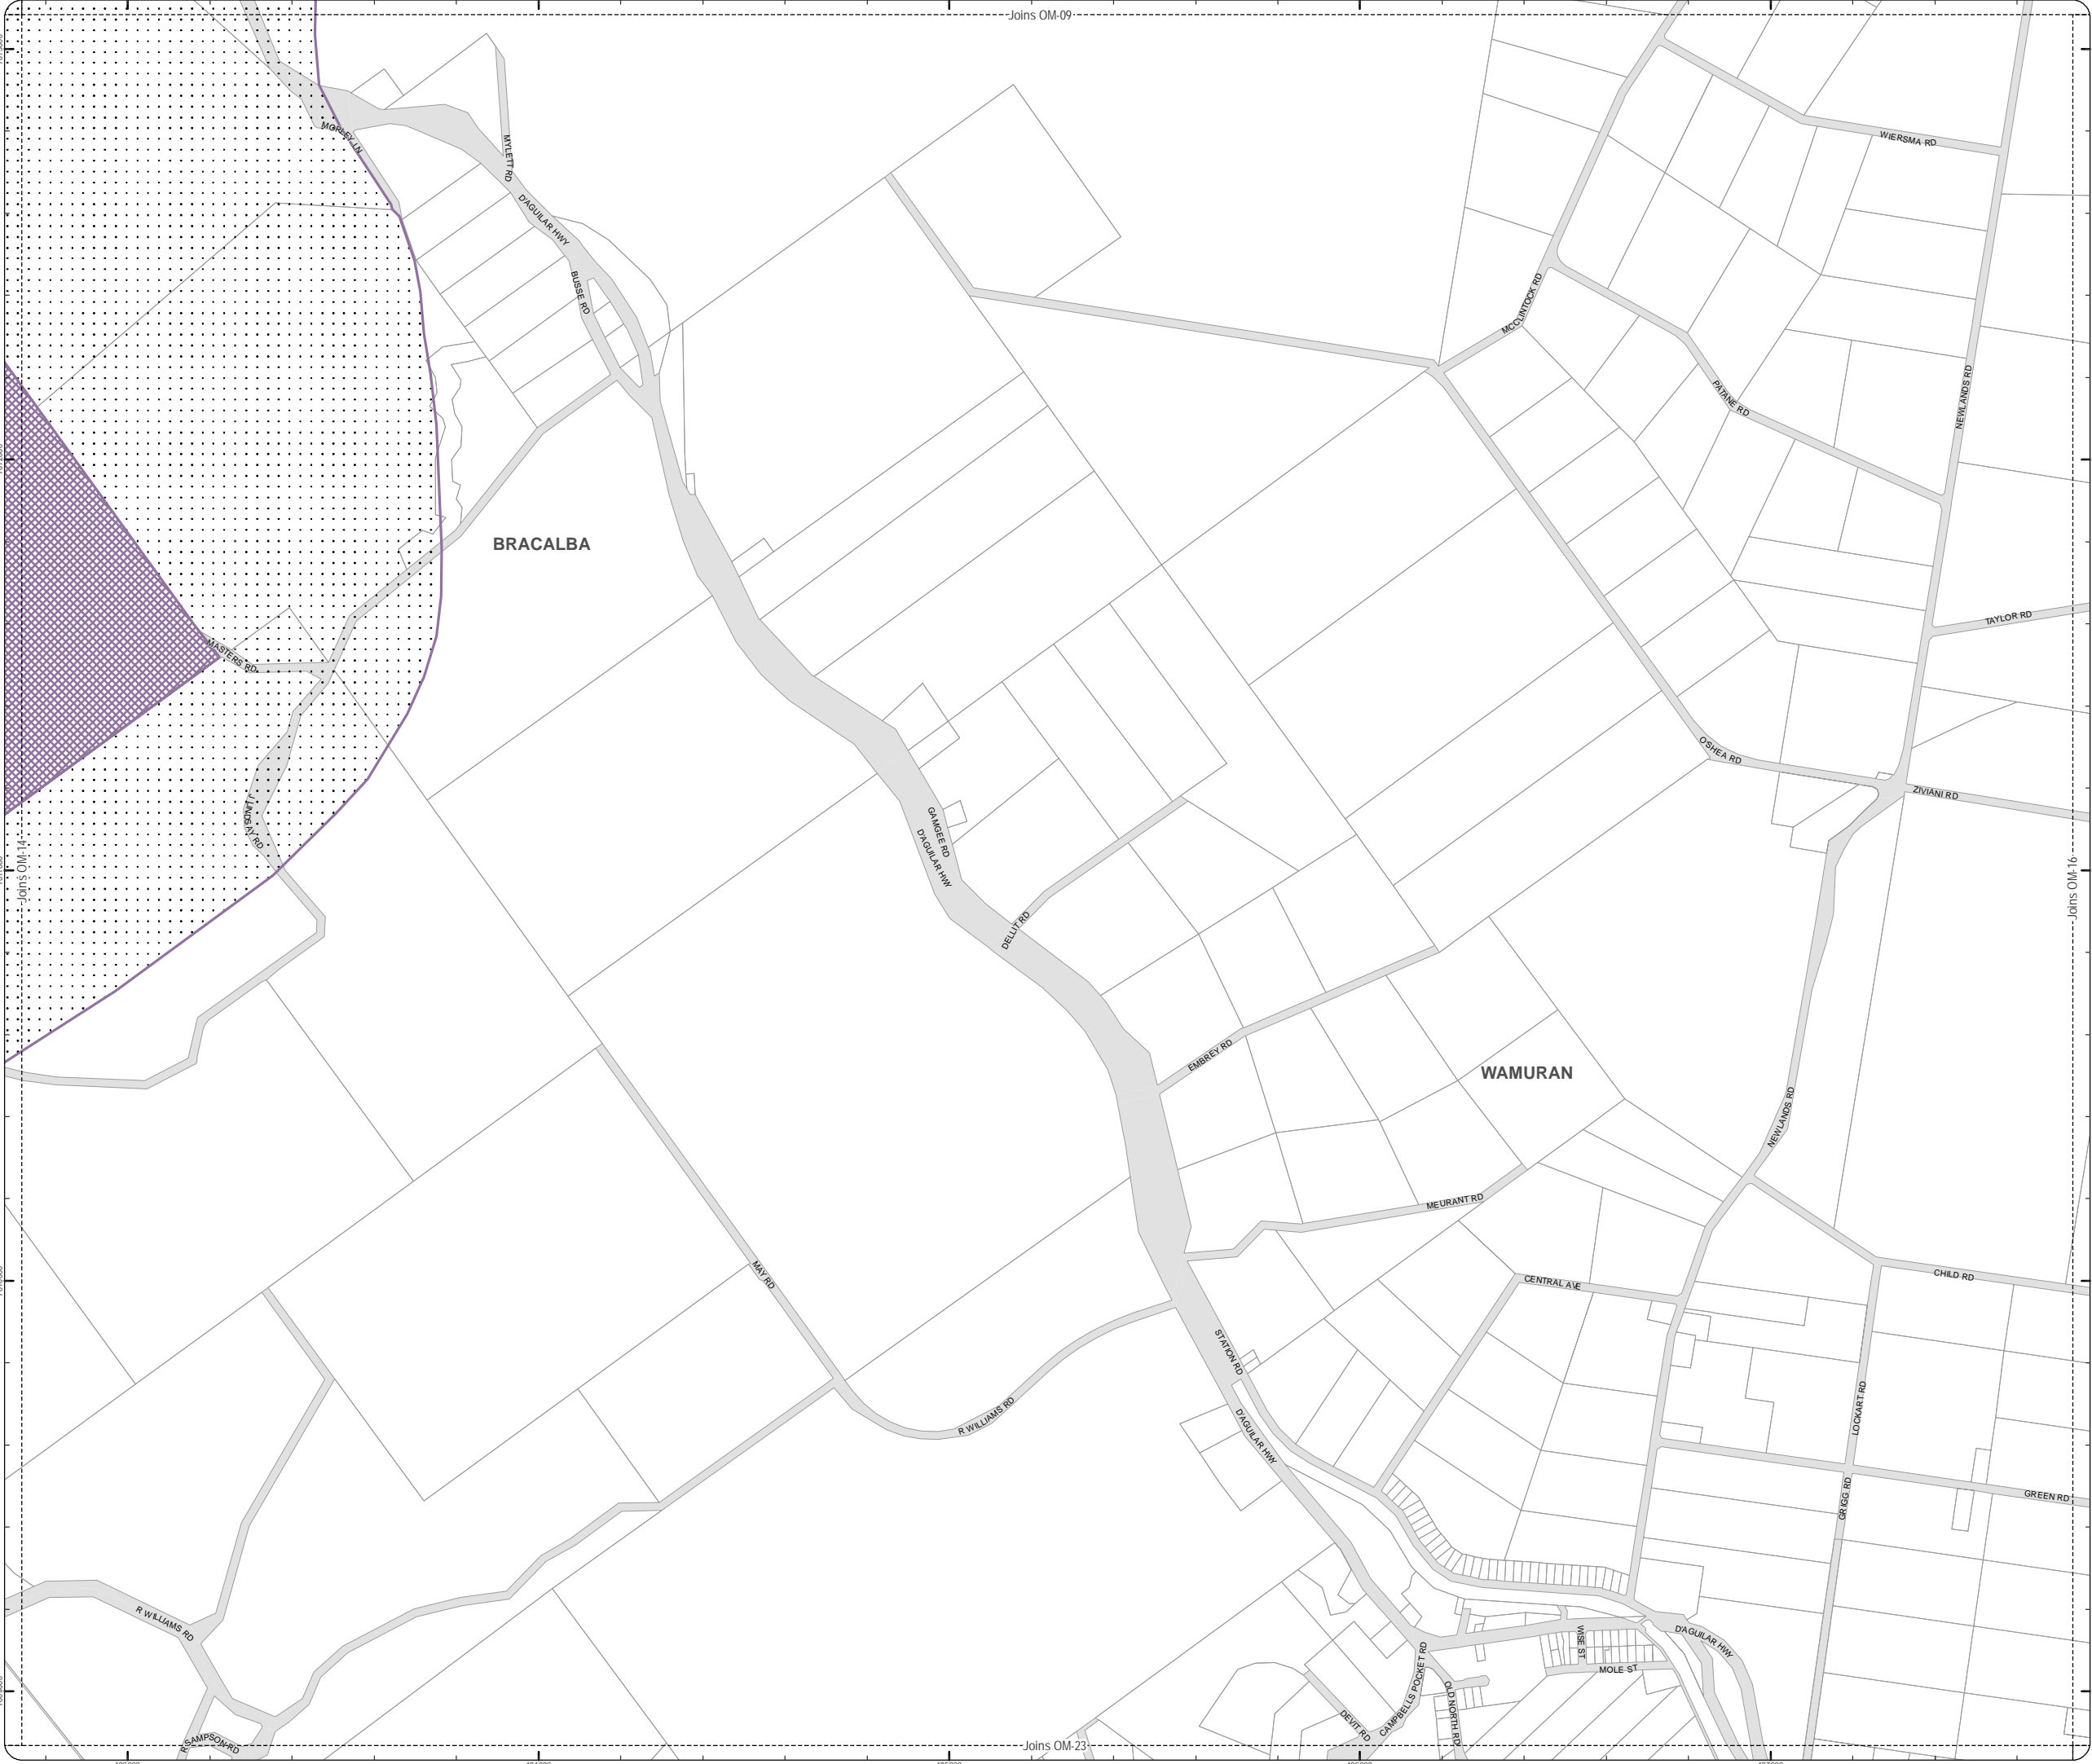 Joins OM-09
MORLEY LN
MYLETT RD
WIERSMA RD
D'AGUILAR HWY
BUSSE RD
MCCLINTOCK RD
PATANE RD
NEWLANDS RD
BRACALBA
TAYLOR RD
MASTERS RD
OSHEA RD
ZIVIANI RD
J LINDSAY RD
GAMGEE RD
D'AGUILAR HWY
Joins OM-14
Joins OM-16
DELLIT RD
EMBREY RD
WAMURAN
NEWLANDS RD
MEURANT RD
MAY RD
CENTRAL AVE
CHILD RD
STATION RD
R WILLIAMS RD
D'AGUILAR HWY
LOCKART RD
GRIGG RD
GREEN RD
R WILLIAMS RD
WISE ST
D'AGUILAR HWY
MOLE ST
CAMPBELLS POCKET RD
OLD NORTH RD
DEVIT RD
R SAMPSON RD
Joins OM-23